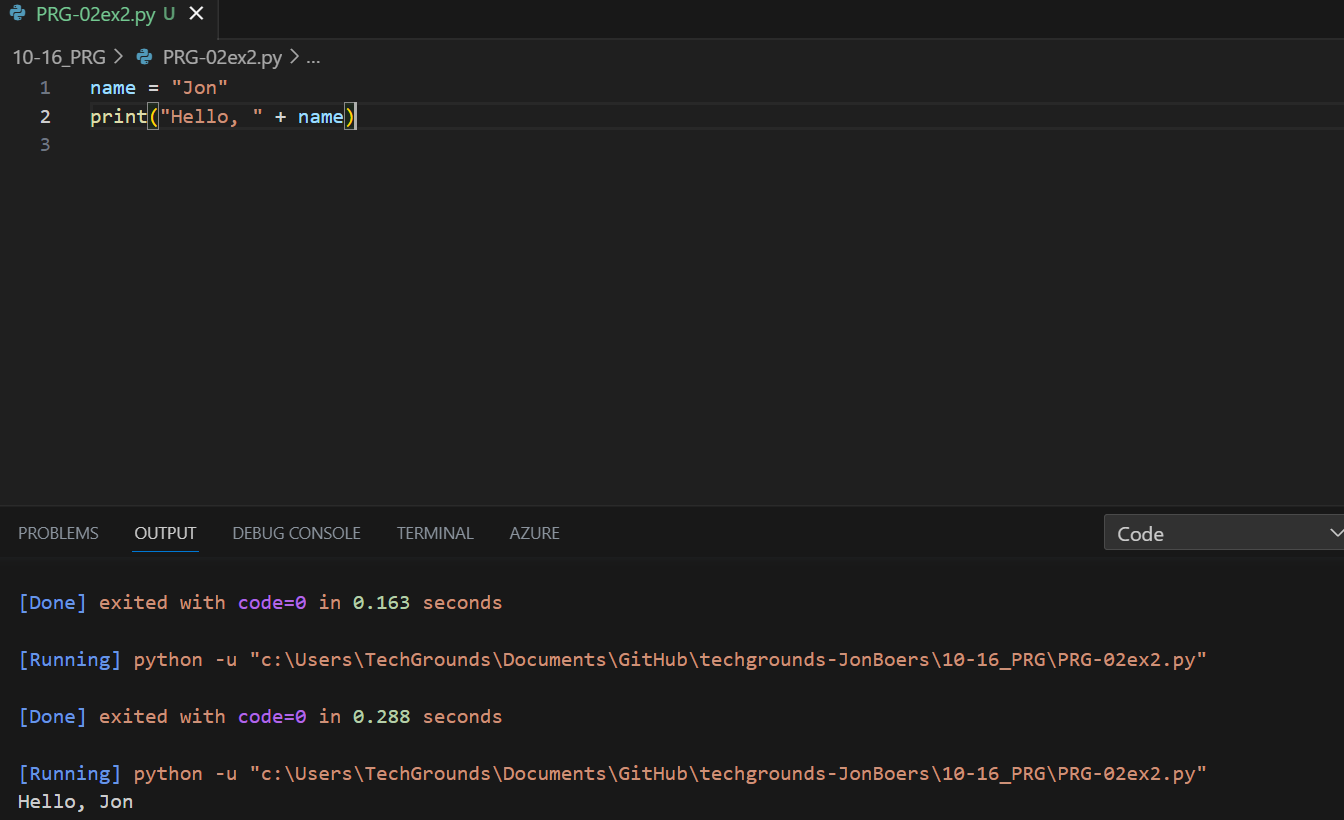 PRG-02ex2.py U
10-16_PRG > PRG-02ex2.py > ...
1 name = "Jon"
2 print("Hello, " + name)
3
PROBLEMS OUTPUT DEBUG CONSOLE TERMINAL AZURE Code
[Done] exited with code=0 in 0.163 seconds
[Running] python -u "c:\Users\TechGrounds\Documents\GitHub\techgrounds-JonBoers\10-16_PRG\PRG-02ex2.py"
[Done] exited with code=0 in 0.288 seconds
[Running] python -u "c:\Users\TechGrounds\Documents\GitHub\techgrounds-JonBoers\10-16_PRG\PRG-02ex2.py"
Hello, Jon